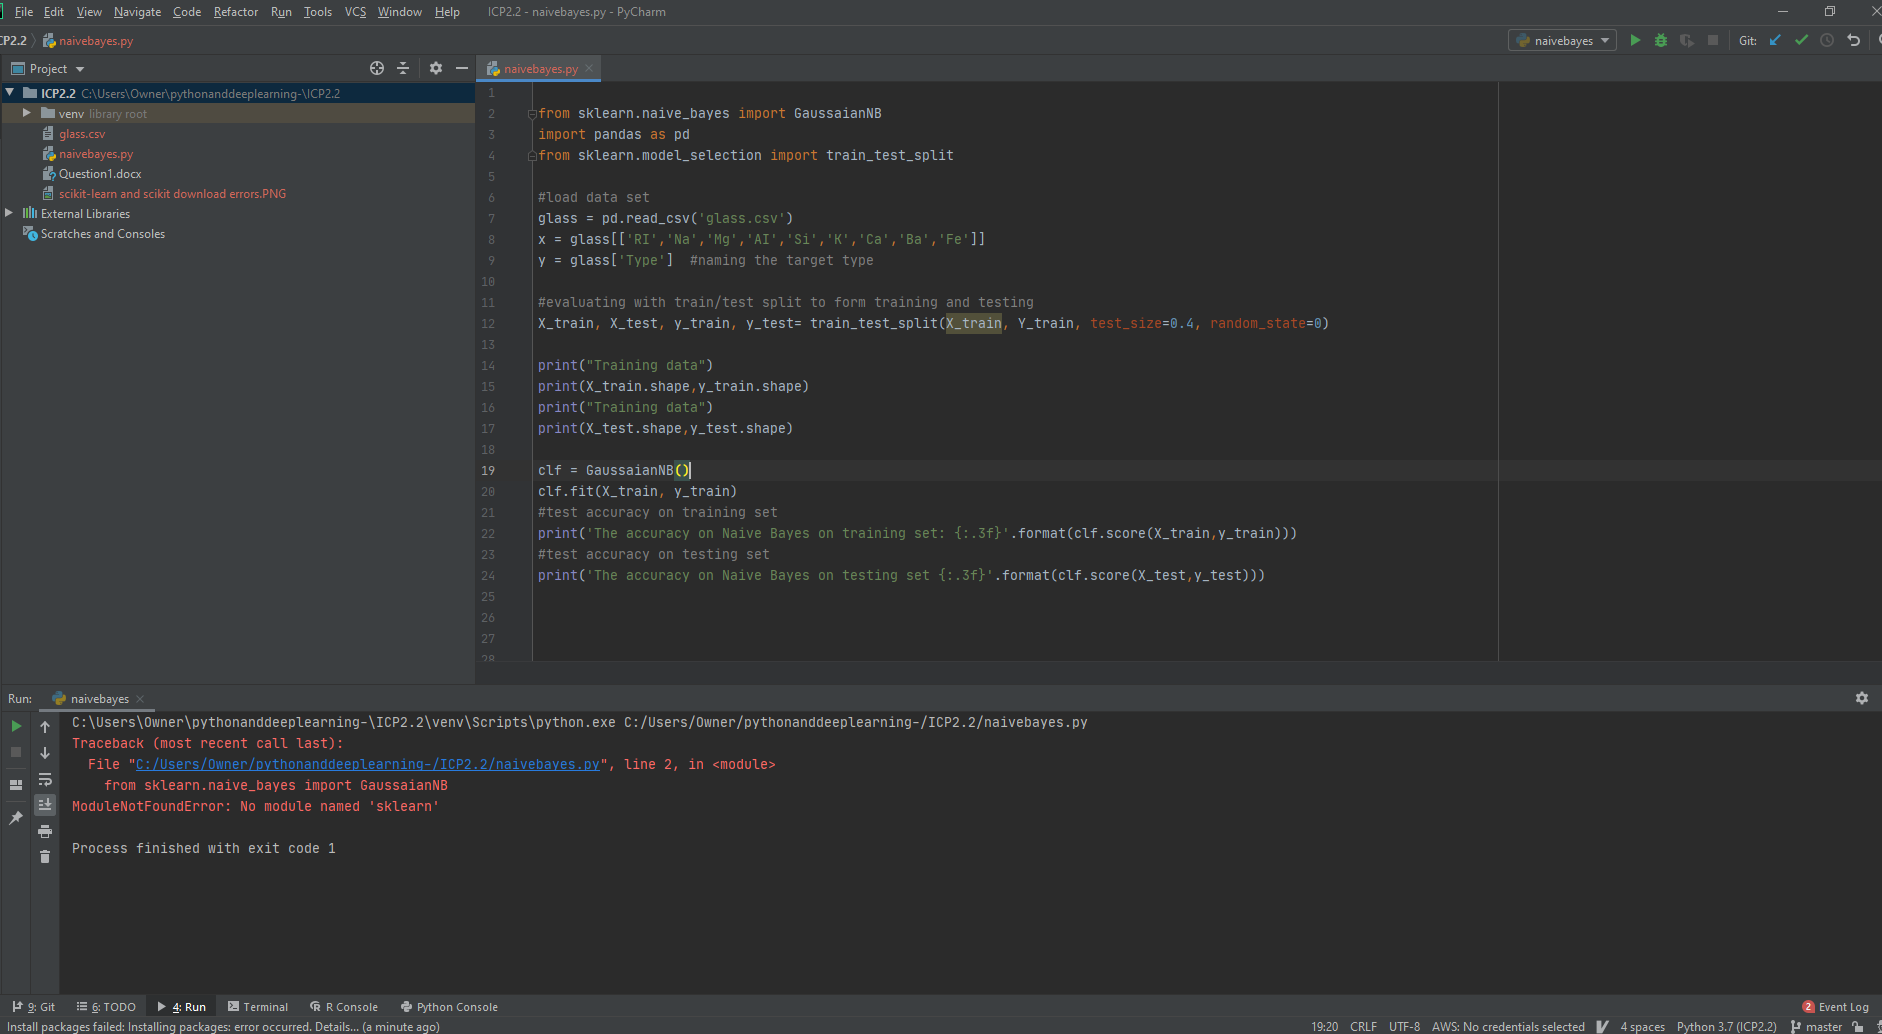 File Edit View Navigate Code Refactor Run Tools VCS Window Help ICP2.2 - naivebayes.py - PyCharm
CP2.2 naivebayes.py
naivebayes
Git:
Project
naivebayes.py
ICP2.2 C:\Users\Owner\pythonanddeeplearning-\ICP2.2
venv library root
glass.csv
naivebayes.py
Question1.docx
scikit-learn and scikit download errors.PNG
External Libraries
Scratches and Consoles
1
2 from sklearn.naive_bayes import GaussaianNB
3 import pandas as pd
4 from sklearn.model_selection import train_test_split
5
6 #load data set
7 glass = pd.read_csv('glass.csv')
8 x = glass[['RI','Na','Mg','AI','Si','K','Ca','Ba','Fe']]
9 y = glass['Type']  #naming the target type
10
11 #evaluating with train/test split to form training and testing
12 X_train, X_test, y_train, y_test= train_test_split(X_train, Y_train, test_size=0.4, random_state=0)
13
14 print("Training data")
15 print(X_train.shape,y_train.shape)
16 print("Training data")
17 print(X_test.shape,y_test.shape)
18
19 clf = GaussaianNB()
20 clf.fit(X_train, y_train)
21 #test accuracy on training set
22 print('The accuracy on Naive Bayes on training set: {:.3f}'.format(clf.score(X_train,y_train)))
23 #test accuracy on testing set
24 print('The accuracy on Naive Bayes on testing set {:.3f}'.format(clf.score(X_test,y_test)))
25
26
27
28
Run: naivebayes
C:\Users\Owner\pythonanddeeplearning-\ICP2.2\venv\Scripts\python.exe C:/Users/Owner/pythonanddeeplearning-/ICP2.2/naivebayes.py
Traceback (most recent call last):
File "C:/Users/Owner/pythonanddeeplearning-/ICP2.2/naivebayes.py", line 2, in <module>
from sklearn.naive_bayes import GaussaianNB
ModuleNotFoundError: No module named 'sklearn'
Process finished with exit code 1
9: Git 6: TODO 4: Run Terminal R Console Python Console 2 Event Log
Install packages failed: Installing packages: error occurred. Details... (a minute ago) 19:20 CRLF UTF-8 AWS: No credentials selected 4 spaces Python 3.7 (ICP2.2) master